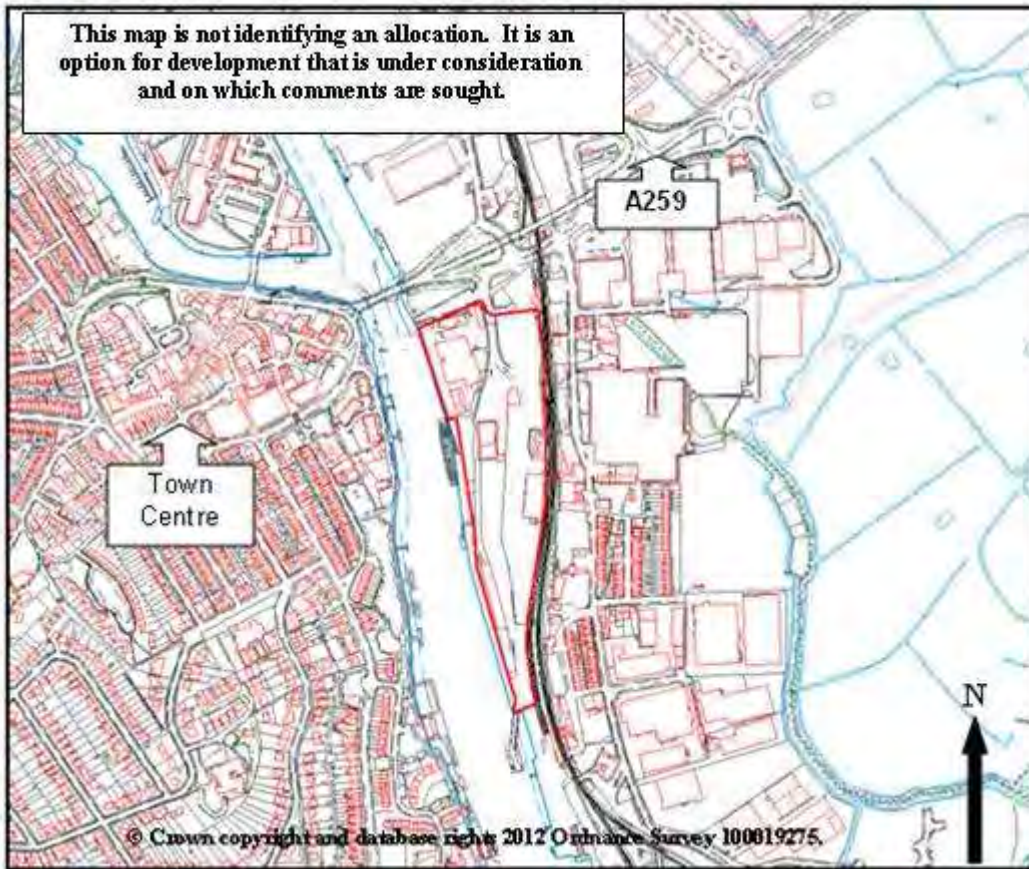 This map is not identifying an allocation. It is an
option for development that is under consideration
and on which comments are sought.
A259
Town
Centre
N
© Crown copyright and database rights 2012 Ordnance Survey 100019275.